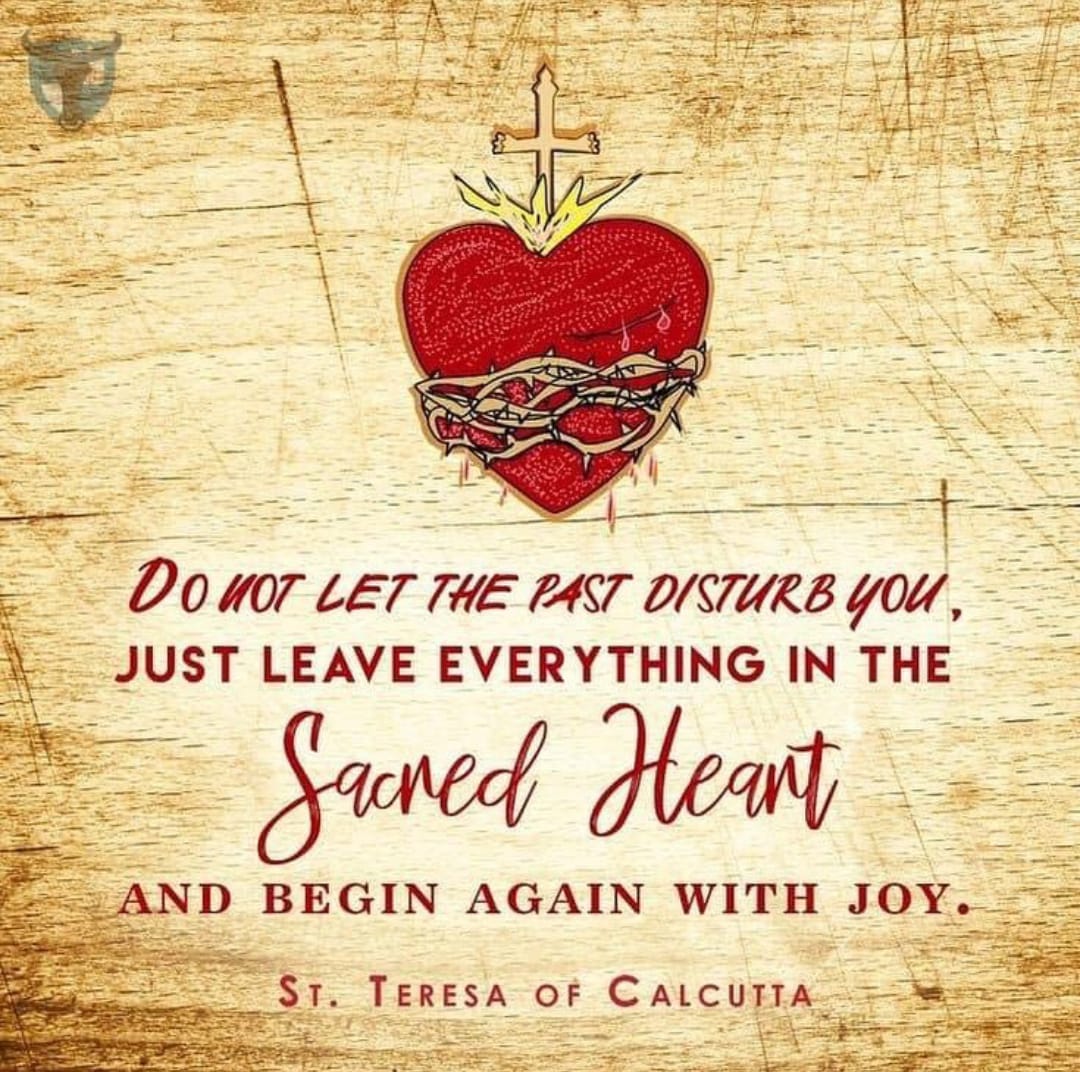 DO NOT LET THE PAST DISTURB YOU,
JUST LEAVE EVERYTHING IN THE
Sacred Heart
AND BEGIN AGAIN WITH JOY.
ST. TERESA OF CALCUTTA